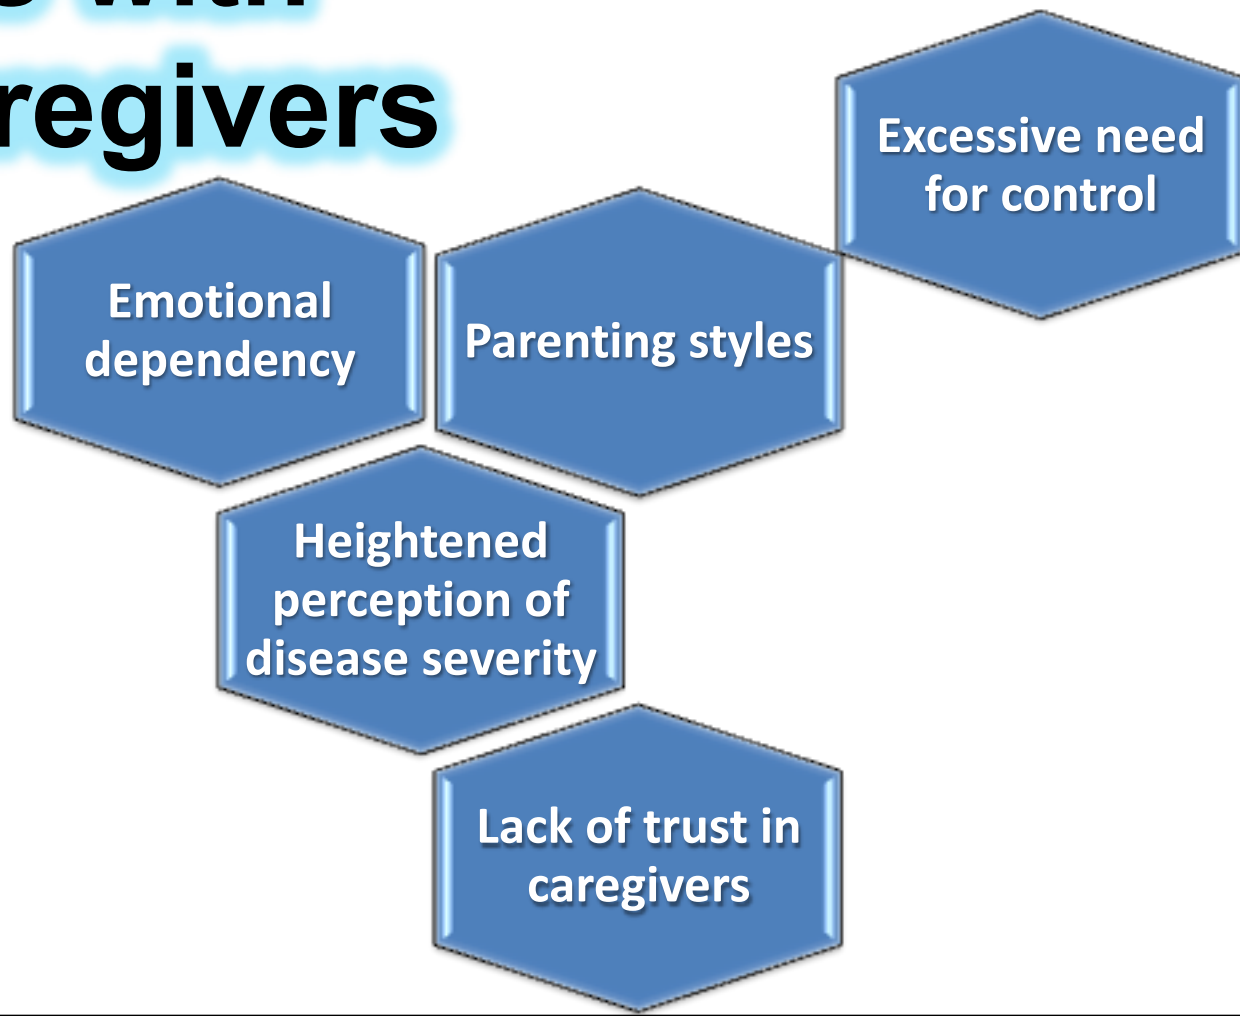 with
regivers
Excessive need
for control
Emotional
dependency
Parenting styles
Heightened
perception of
disease severity
Lack of trust in
caregivers